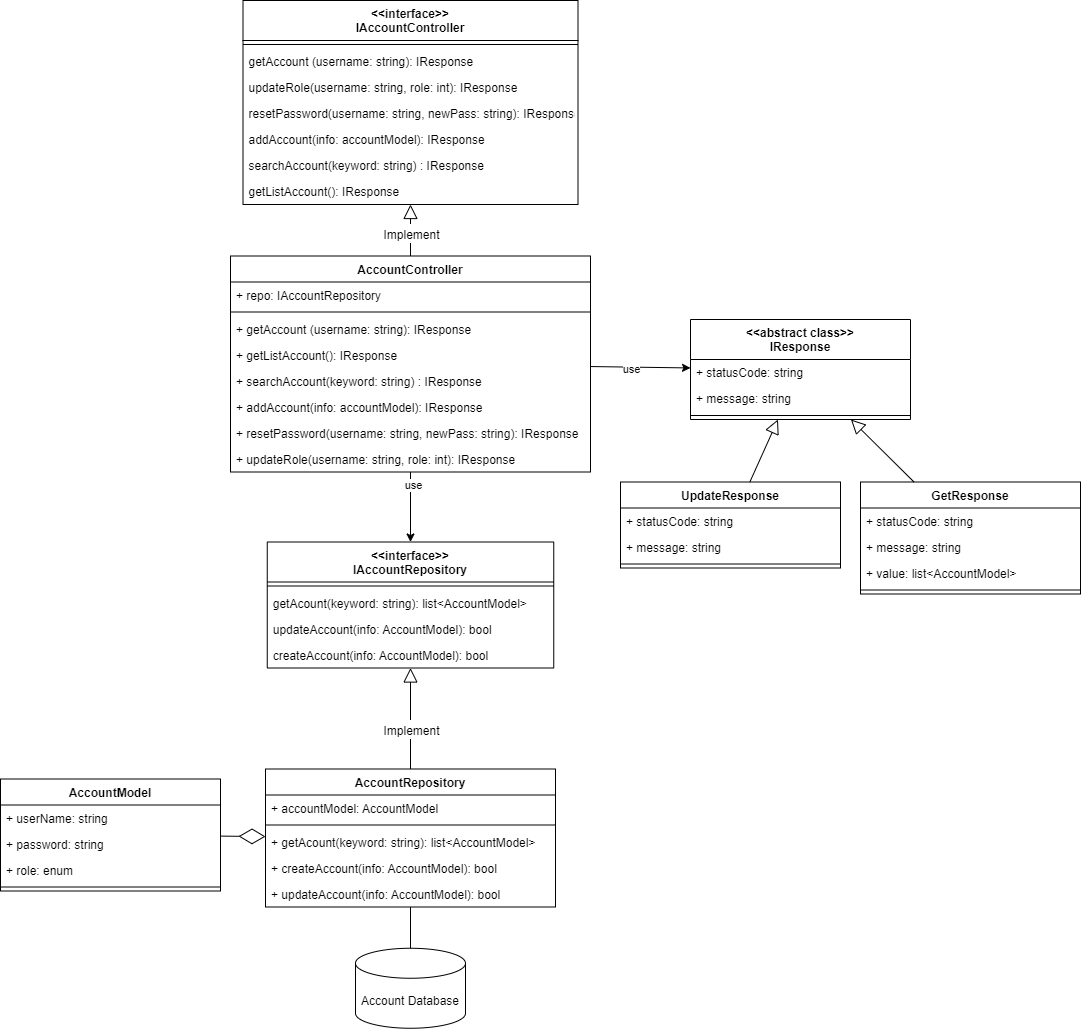 <<interface>>
IAccountController
getAccount (username: string): IResponse
updateRole(username: string, role: int): IResponse
resetPassword(username: string, newPass: string): IRespons
addAccount(info: accountModel): IResponse
searchAccount(keyword: string) : IResponse
getListAccount(): IResponse
Implement
AccountController
+ repo: IAccountRepository
+ getAccount (username: string): IResponse
+ getListAccount(): IResponse
+ searchAccount(keyword: string) : IResponse
+ addAccount(info: accountModel): IResponse
+ resetPassword(username: string, newPass: string): IResponse
+ updateRole(username: string, role: int): IResponse
use
<<abstract class>>
IResponse
+ statusCode: string
+ message: string
UpdateResponse
+ statusCode: string
+ message: string
GetResponse
+ statusCode: string
+ message: string
+ value: list<AccountModel>
use
<<interface>>
IAccountRepository
getAcount(keyword: string): list<AccountModel>
updateAccount(info: AccountModel): bool
createAccount(info: AccountModel): bool
Implement
AccountModel
+ userName: string
+ password: string
+ role: enum
AccountRepository
+ accountModel: AccountModel
+ getAcount(keyword: string): list<AccountModel>
+ createAccount(info: AccountModel): bool
+ updateAccount(info: AccountModel): bool
Account Database